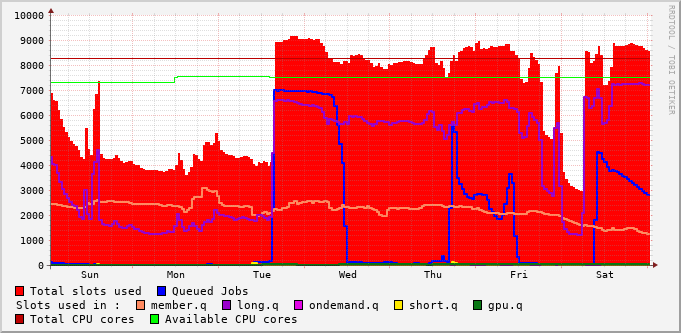 10000
9000
8000
7000
6000
5000
4000
3000
2000
1000
0
Sun Mon Tue Wed Thu Fri Sat
Total slots used Queued Jobs
Slots used in : member.q long.q ondemand.q short.q gpu.q
Total CPU cores Available CPU cores
RRDTOOL / TOBI OETIKER